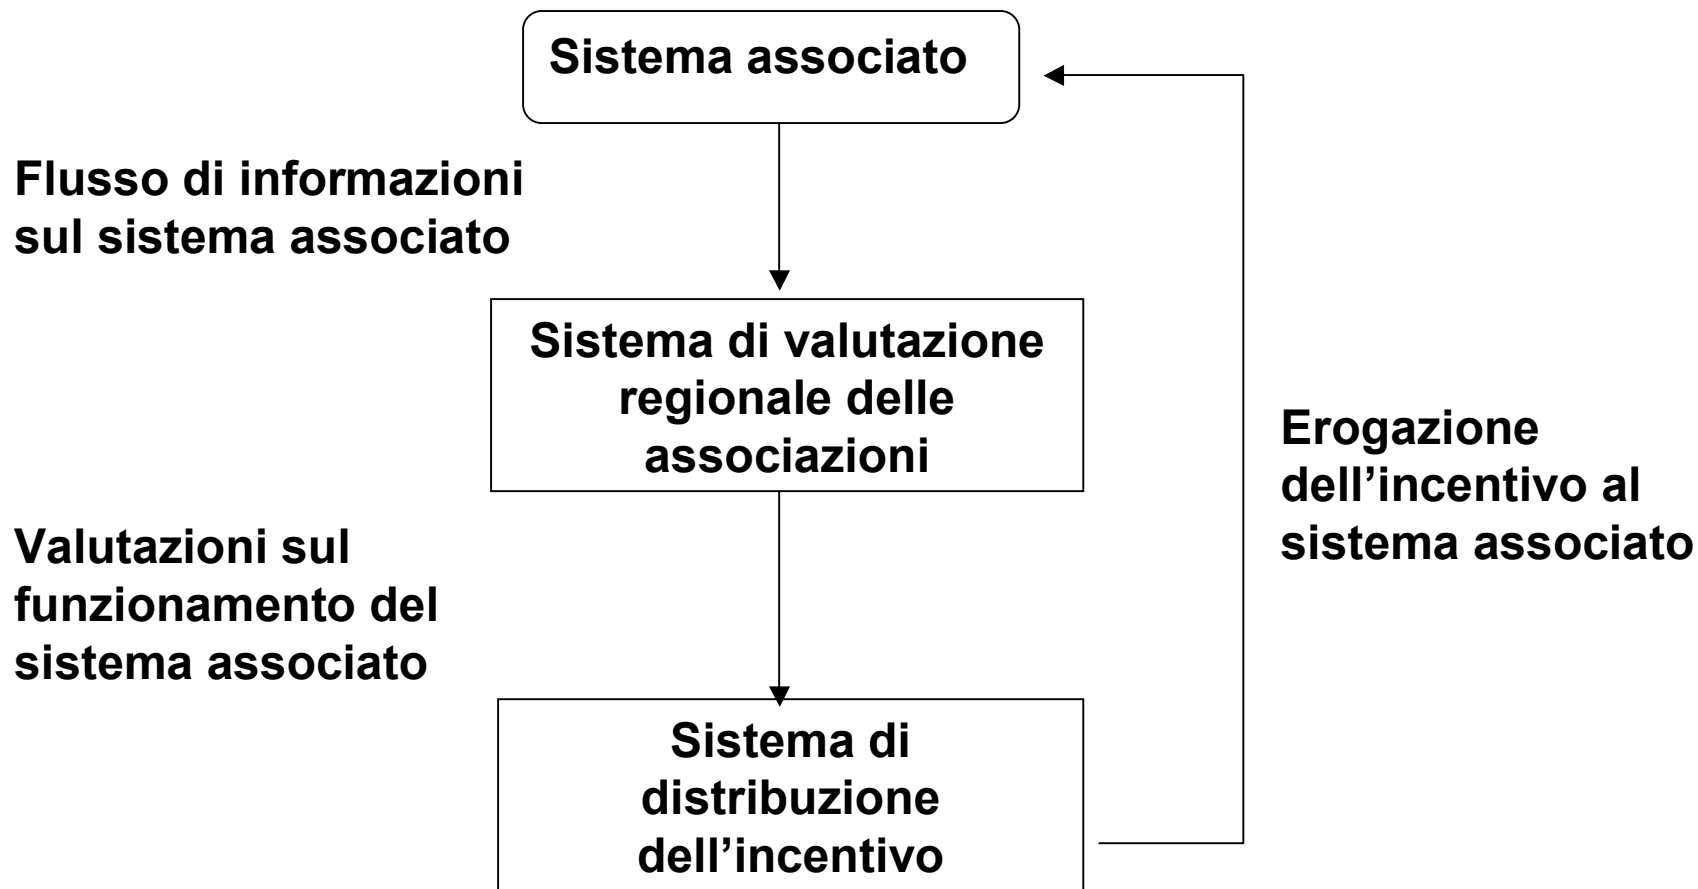 Sistema associato
Flusso di informazioni
sul sistema associato
Sistema di valutazione
regionale delle
associazioni
Erogazione
dell’incentivo al
sistema associato
Valutazioni sul
funzionamento del
sistema associato
Sistema di
distribuzione
dell’incentivo